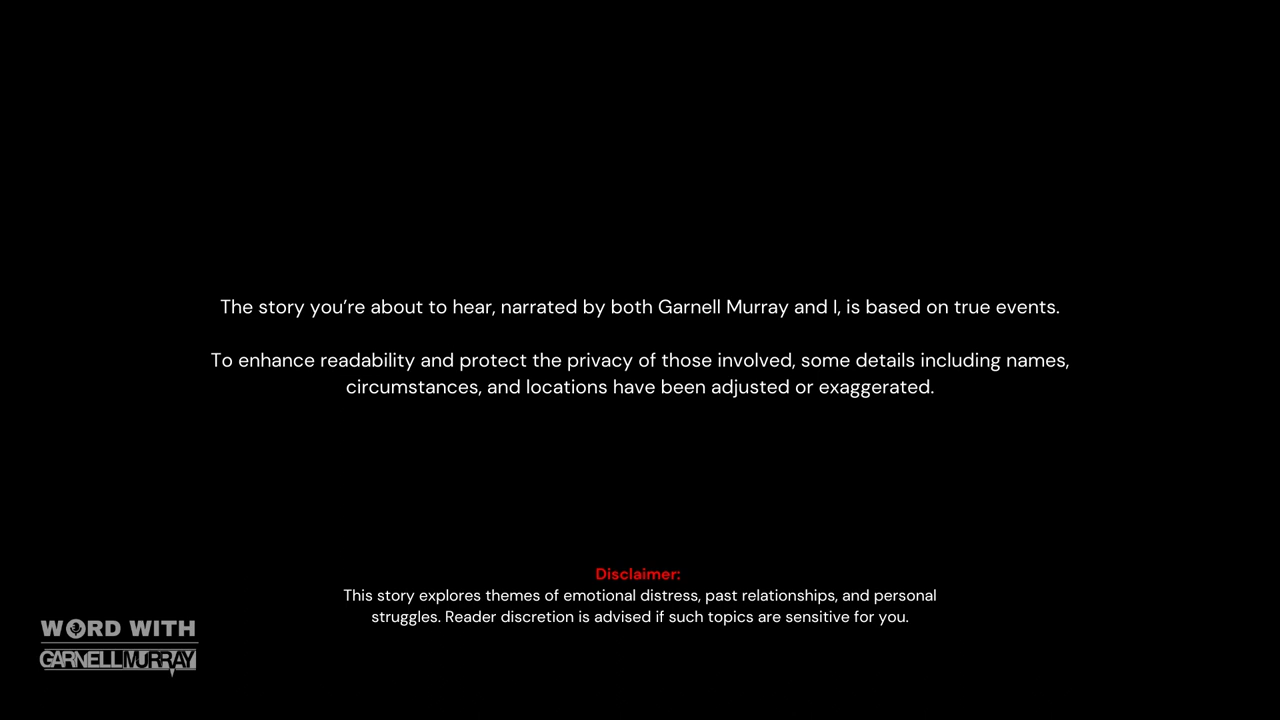 The story you’re about to hear, narrated by both Garnell Murray and I, is based on true events.
To enhance readability and protect the privacy of those involved, some details including names,
circumstances, and locations have been adjusted or exaggerated.
Disclaimer:
This story explores themes of emotional distress, past relationships, and personal
struggles. Reader discretion is advised if such topics are sensitive for you.
WORD WITH
GARNELLMURRAY